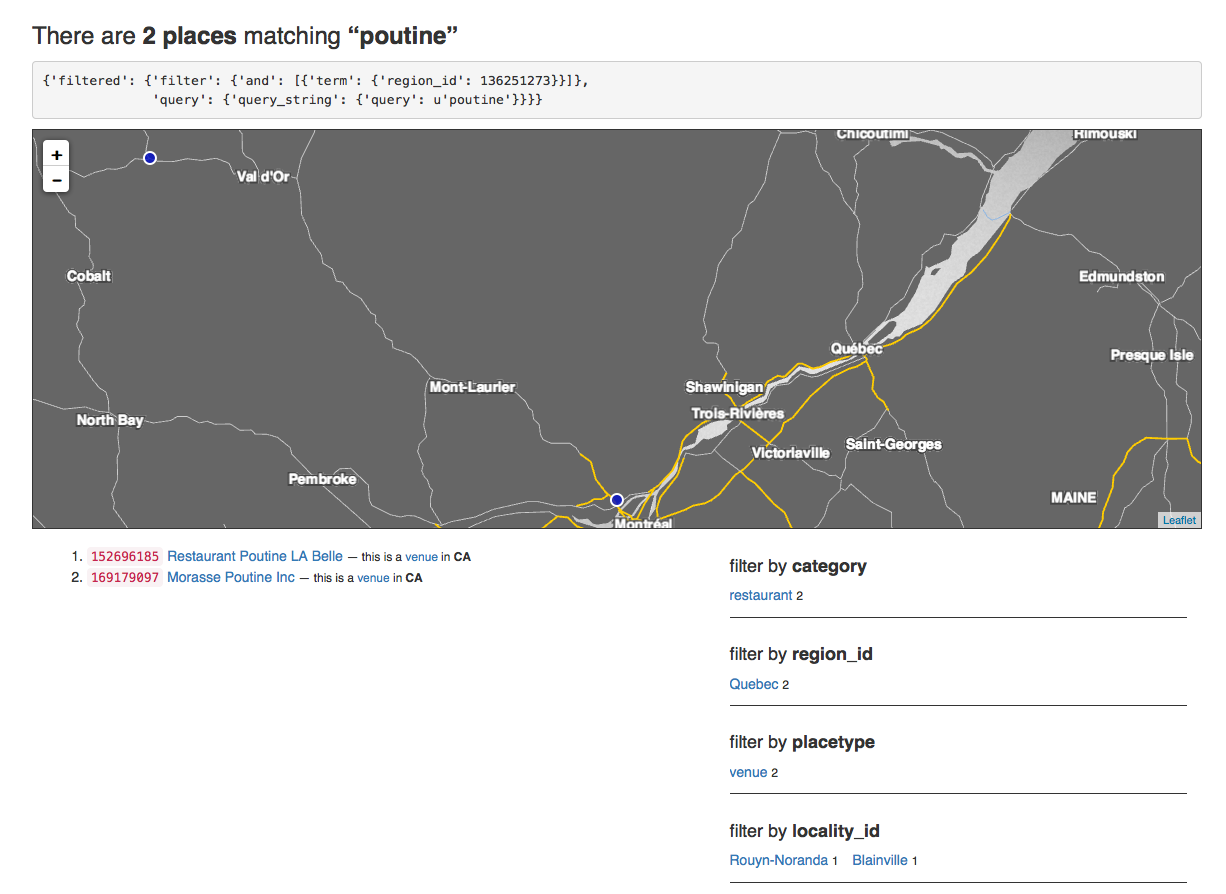 There are 2 places matching “poutine”
{'filtered': {'filter': {'and': [{'term': {'region_id': 136251273}}]},
'query': {'query_string': {'query': u'poutine'}}}}
+
−
Chicoutimi
Rimouski
Val d'Or
Cobalt
Edmundston
Québec
Presque Isle
Mont-Laurier
Shawinigan
Trois-Rivières
North Bay
Saint-Georges
Victoriaville
Pembroke
MAINE
Montréal
Leaflet
1. 152696185 Restaurant Poutine LA Belle — this is a venue in CA
2. 169179097 Morasse Poutine Inc — this is a venue in CA
filter by category
restaurant 2
filter by region_id
Quebec 2
filter by placetype
venue 2
filter by locality_id
Rouyn-Noranda 1 Blainville 1